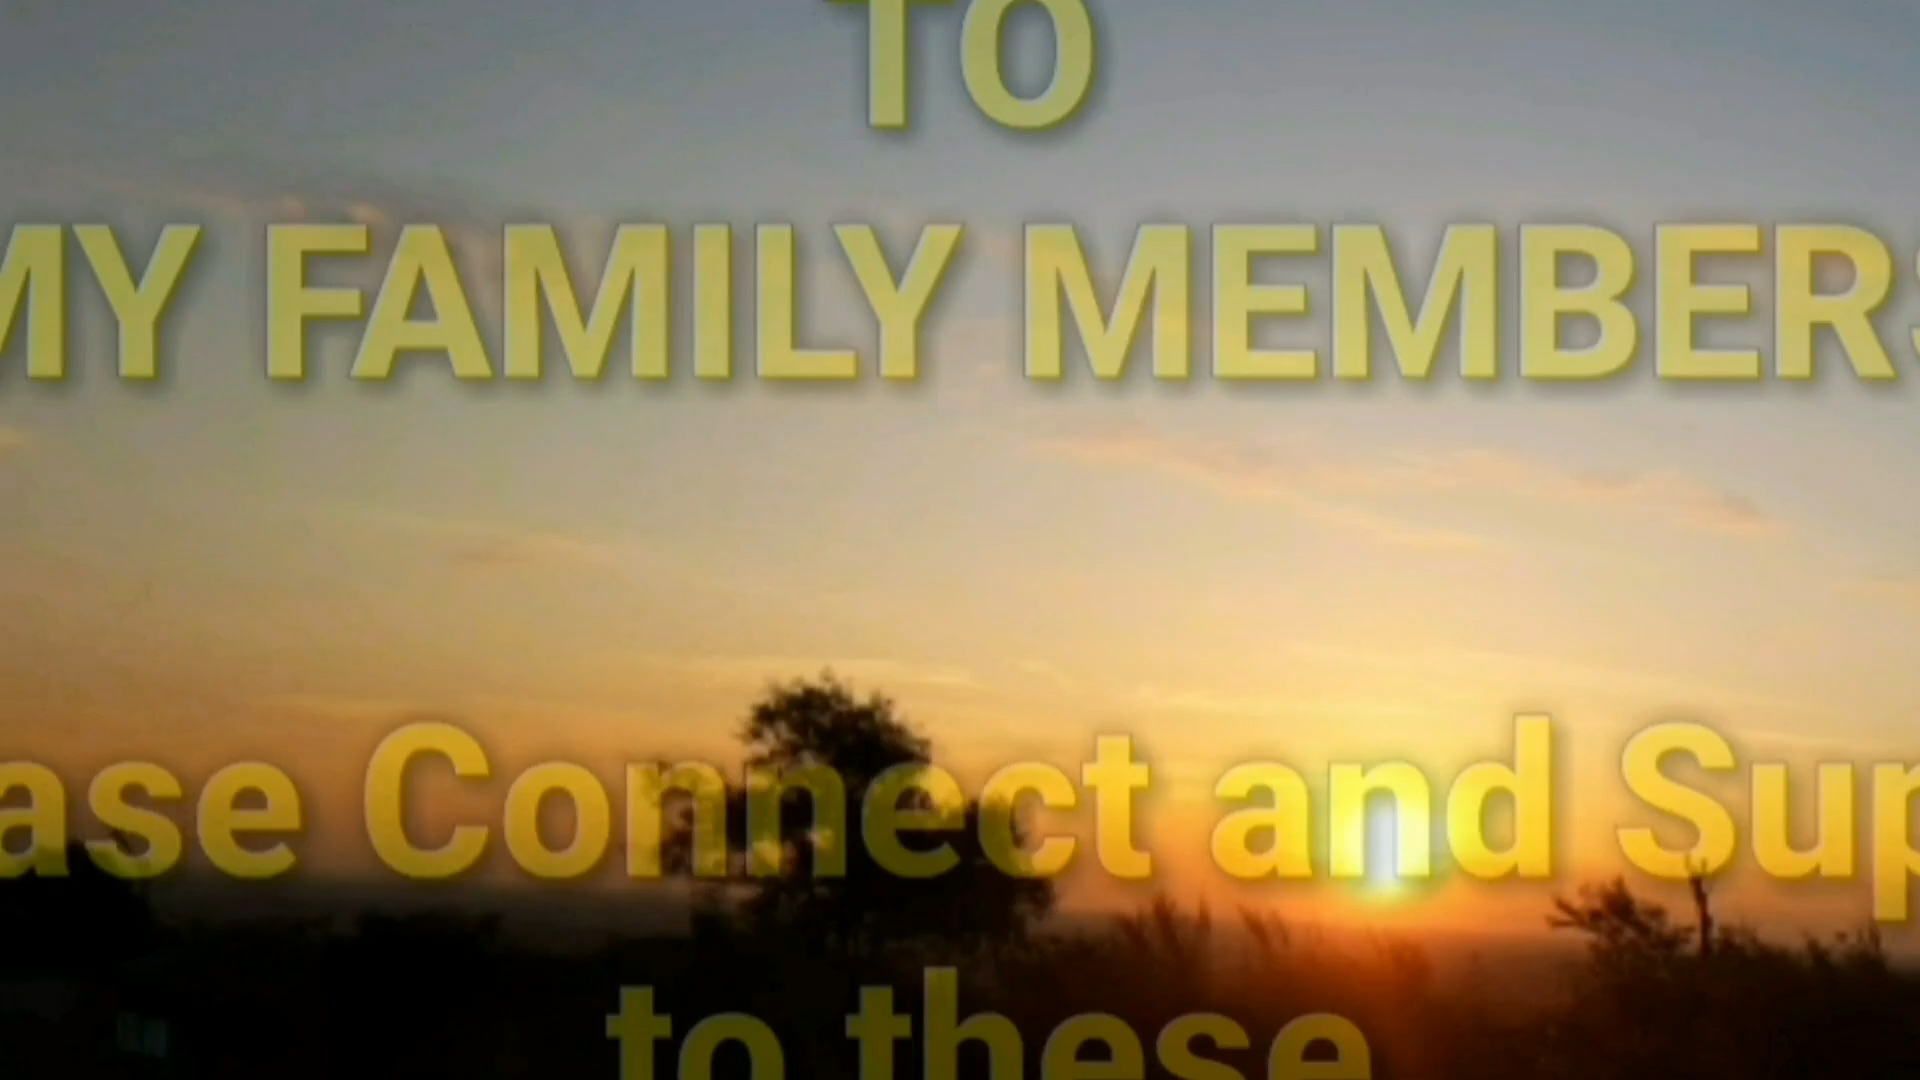 TO
MY FAMILY MEMBERS
ase Connect and Sup
to these